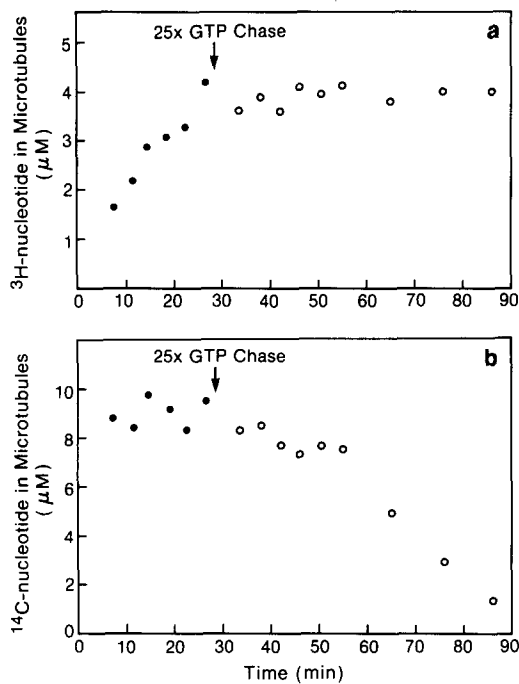 25x GTP Chase
a
5
4
3
2
1
0 10 20 30 40 50 60 70 80 90
³H-nucleotide in Microtubules
(μM)
25x GTP Chase
b
10
8
6
4
2
0
0 10 20 30 40 50 60 70 80 90
¹⁴C-nucleotide in Microtubules
(μM)
Time (min)